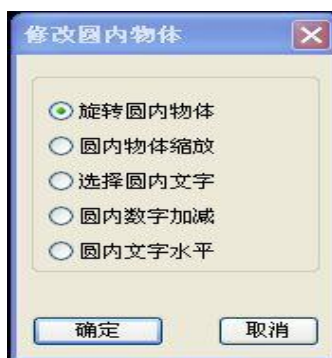 修改圆内物体
旋转圆内物体
圆内物体缩放
选择圆内文字
圆内数字加减
圆内文字水平
确定
取消